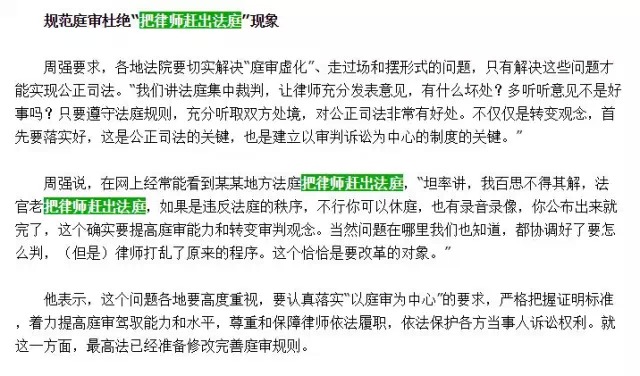 规范庭审杜绝“把律师赶出法庭”现象
周强要求，各地法院要切实解决“庭审虚化”、走过场和摆形式的问题，只有解决这些问题才
能实现公正司法。“我们讲法庭集中裁判，让律师充分发表意见，有什么坏处？多听听意见不是好
事吗？只要遵守法庭规则，充分听取双方处境，对公正司法非常有好处。不仅仅是转变观念，首
先要落实好，这是公正司法的关键，也是建立以审判诉讼为中心的制度的关键。”
周强说，在网上经常能看到某某地方法庭把律师赶出法庭，“坦率讲，我百思不得其解，法
官老把律师赶出法庭，如果是违反法庭的秩序，不行你可以休庭，也有录音录像，你公布出来就
完了，这个确实要提高庭审能力和转变审判观念。当然问题在哪里我们也知道，都协调好了要怎
么判，（但是）律师打乱了原来的程序。这个恰恰是要改革的对象。”
他表示，这个问题各地要高度重视，要认真落实“以庭审为中心”的要求，严格把握证明标准
，着力提高庭审驾驭能力和水平，尊重和保障律师依法履职，依法保护各方当事人诉讼权利。就
这一方面，最高法已经准备修改完善庭审规则。